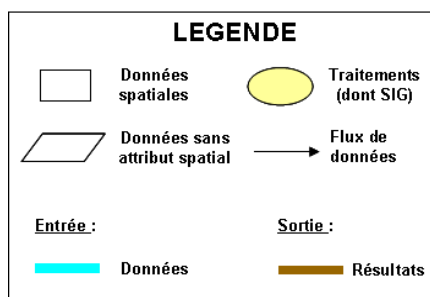 LEGENDE
Données
spatiales
Traitements
(dont SIG)
Données sans
attribut spatial
Flux de
données
Entrée :
Sortie :
Données
Résultats